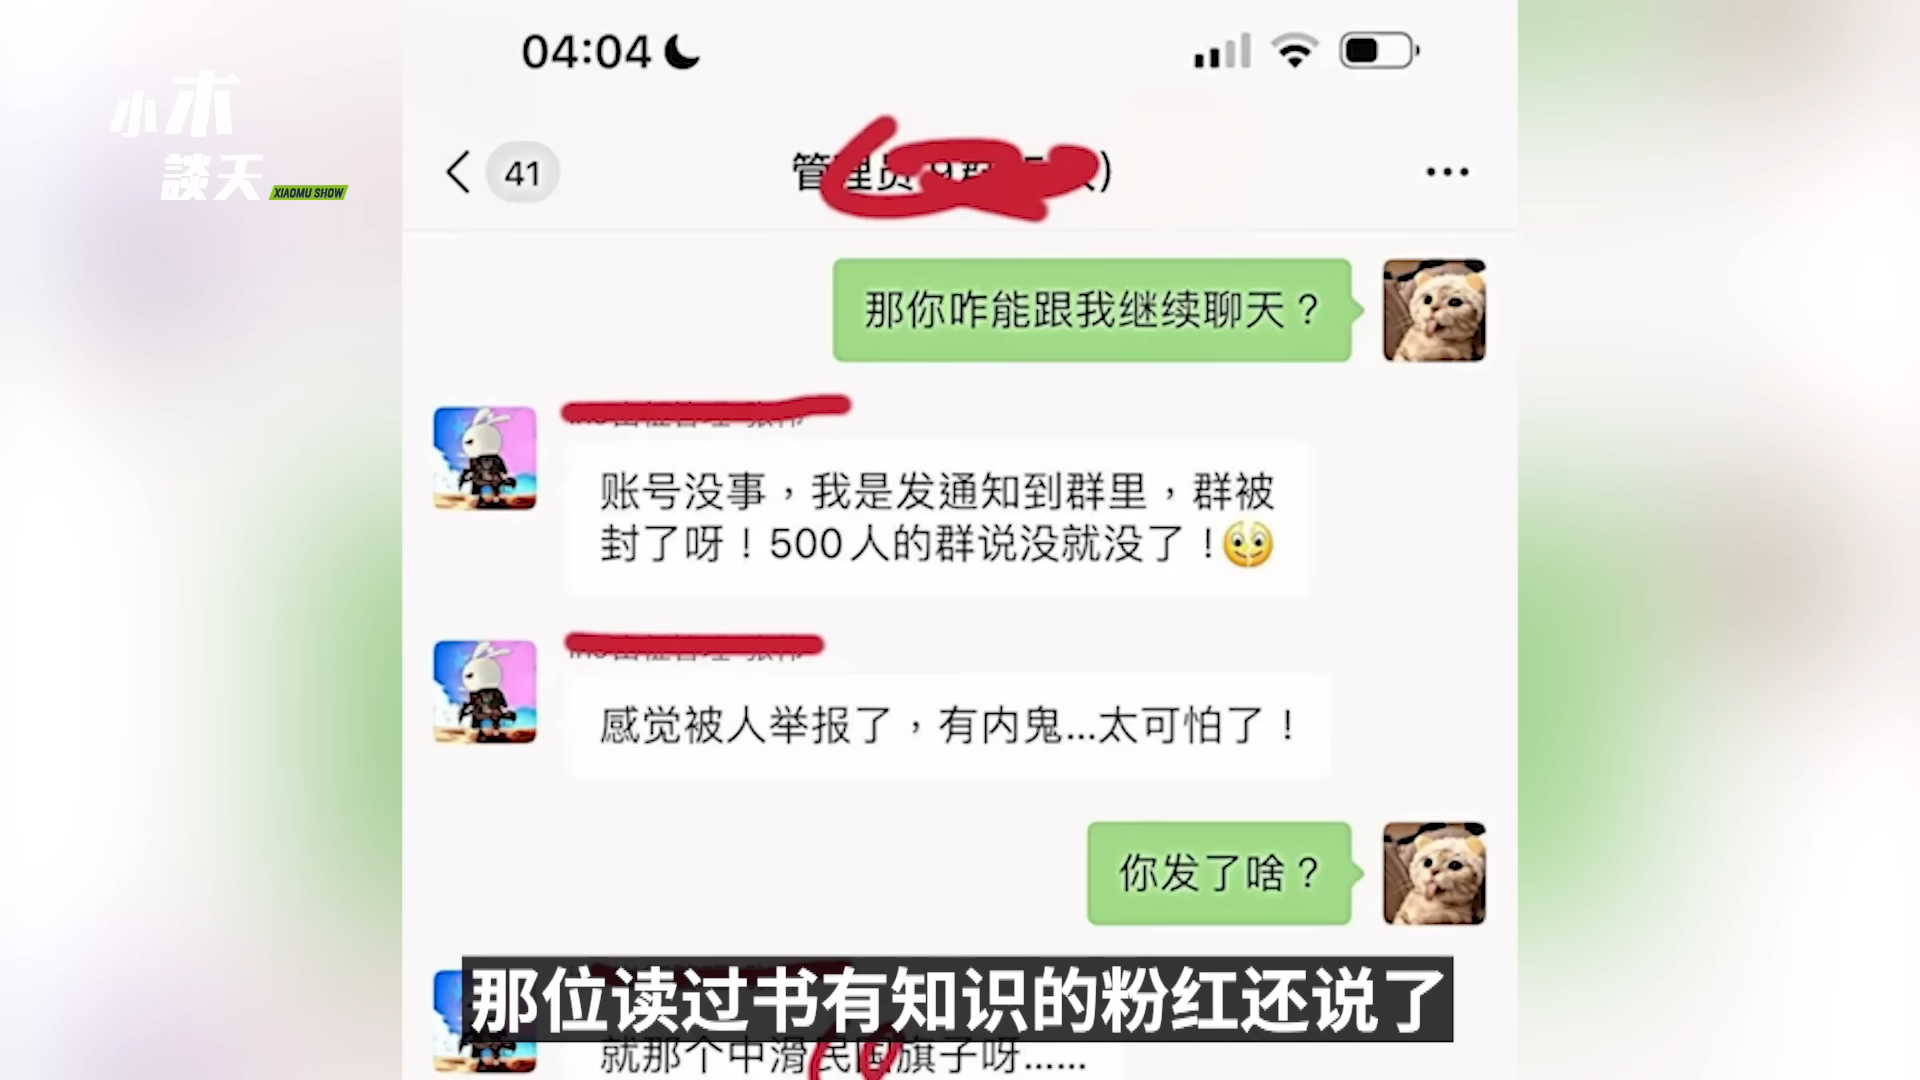 小木
談天 XIAOMU SHOW
04:04
41
管理员
那你咋能跟我继续聊天？
账号没事，我是发通知到群里，群被
封了呀！500人的群说没就没了！
感觉被人举报了，有内鬼...太可怕了！
你发了啥？
那位读过书有知识的粉红还说了
就那个中滑民国旗子呀......